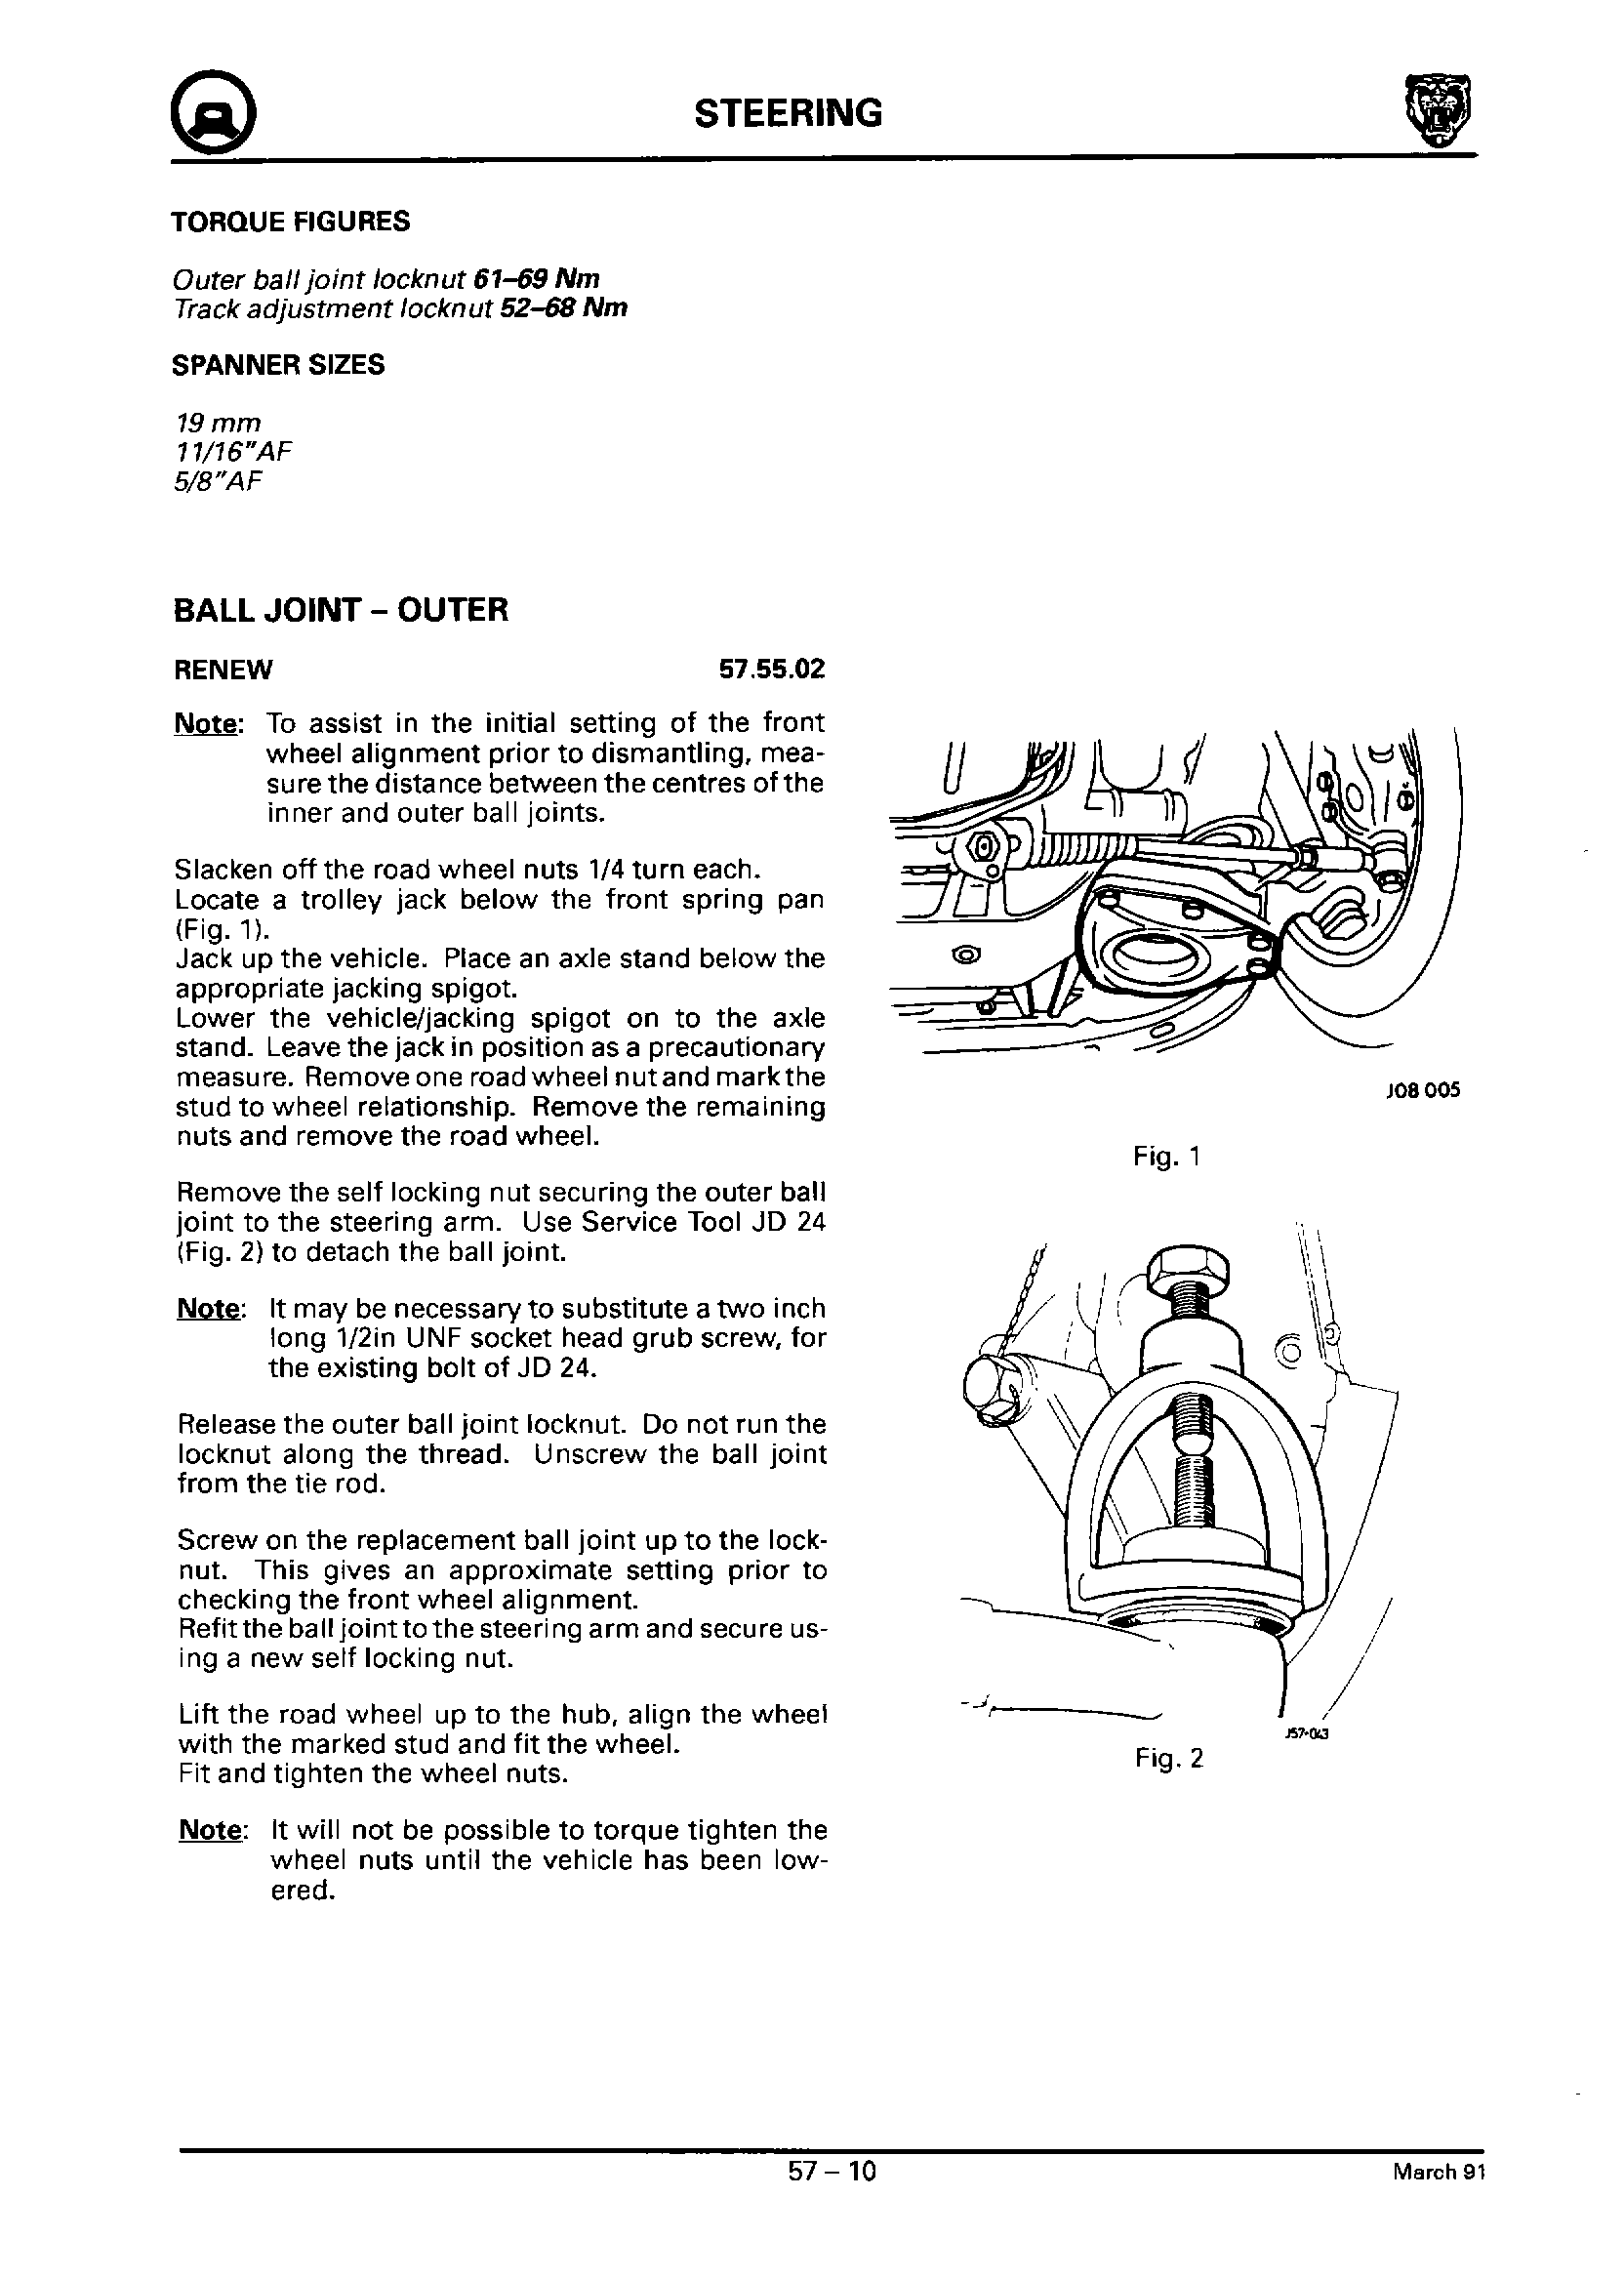 STEERING
TORQUE FIGURES
Outer ball joint locknut 61–69 Nm
Track adjustment locknut 52–68 Nm
SPANNER SIZES
19 mm
11/16"AF
5/8"AF
BALL JOINT – OUTER
RENEW 57.55.02
Note: To assist in the initial setting of the front
wheel alignment prior to dismantling, mea-
sure the distance between the centres of the
inner and outer ball joints.
Slacken off the road wheel nuts 1/4 turn each.
Locate a trolley jack below the front spring pan
(Fig. 1).
Jack up the vehicle. Place an axle stand below the
appropriate jacking spigot.
Lower the vehicle/jacking spigot on to the axle
stand. Leave the jack in position as a precautionary
measure. Remove one road wheel nut and mark the
stud to wheel relationship. Remove the remaining
nuts and remove the road wheel.
Remove the self locking nut securing the outer ball
joint to the steering arm. Use Service Tool JD 24
(Fig. 2) to detach the ball joint.
Note: It may be necessary to substitute a two inch
long 1/2in UNF socket head grub screw, for
the existing bolt of JD 24.
Release the outer ball joint locknut. Do not run the
locknut along the thread. Unscrew the ball joint
from the tie rod.
Screw on the replacement ball joint up to the lock-
nut. This gives an approximate setting prior to
checking the front wheel alignment.
Refit the ball joint to the steering arm and secure us-
ing a new self locking nut.
Lift the road wheel up to the hub, align the wheel
with the marked stud and fit the wheel.
Fit and tighten the wheel nuts.
Note: It will not be possible to torque tighten the
wheel nuts until the vehicle has been low-
ered.
J08 005
Fig. 1
J57-043
Fig. 2
57 – 10
March 91